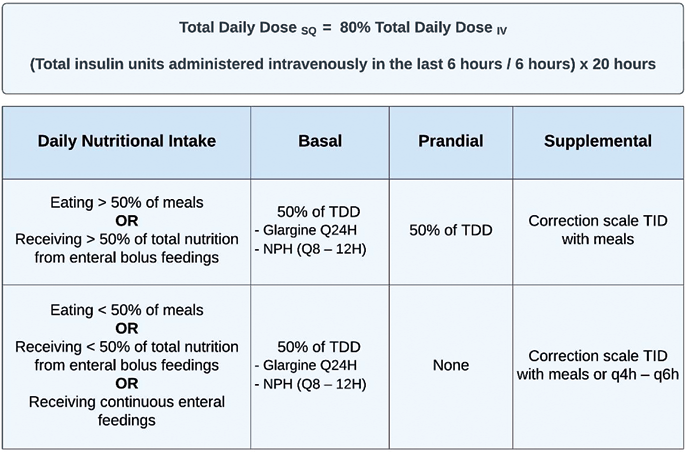 Total Daily Dose SQ = 80% Total Daily Dose IV
(Total insulin units administered intravenously in the last 6 hours / 6 hours) x 20 hours
Daily Nutritional Intake
Basal
Prandial
Supplemental
Eating > 50% of meals
OR
Receiving > 50% of total nutrition
from enteral bolus feedings
50% of TDD
- Glargine Q24H
- NPH (Q8 – 12H)
50% of TDD
Correction scale TID
with meals
Eating < 50% of meals
OR
Receiving < 50% of total nutrition
from enteral bolus feedings
OR
Receiving continuous enteral
feedings
50% of TDD
- Glargine Q24H
- NPH (Q8 – 12H)
None
Correction scale TID
with meals or q4h – q6h